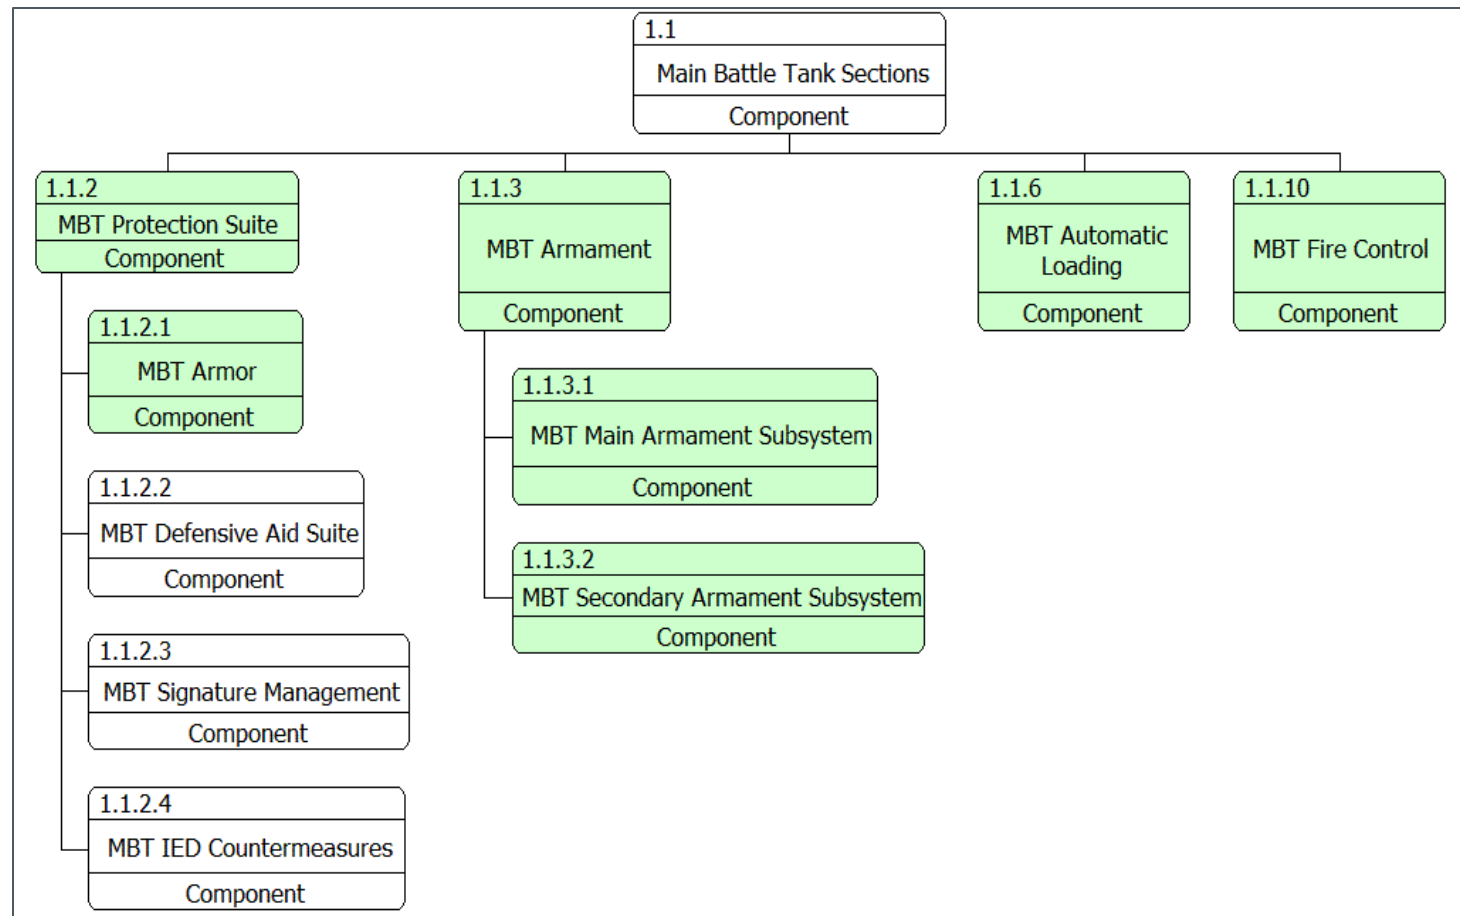 1.1
Main Battle Tank Sections
Component
1.1.2
MBT Protection Suite
Component
1.1.2.1
MBT Armor
Component
1.1.2.2
MBT Defensive Aid Suite
Component
1.1.2.3
MBT Signature Management
Component
1.1.2.4
MBT IED Countermeasures
Component
1.1.3
MBT Armament
Component
1.1.3.1
MBT Main Armament Subsystem
Component
1.1.3.2
MBT Secondary Armament Subsystem
Component
1.1.6
MBT Automatic
Loading
Component
1.1.10
MBT Fire Control
Component